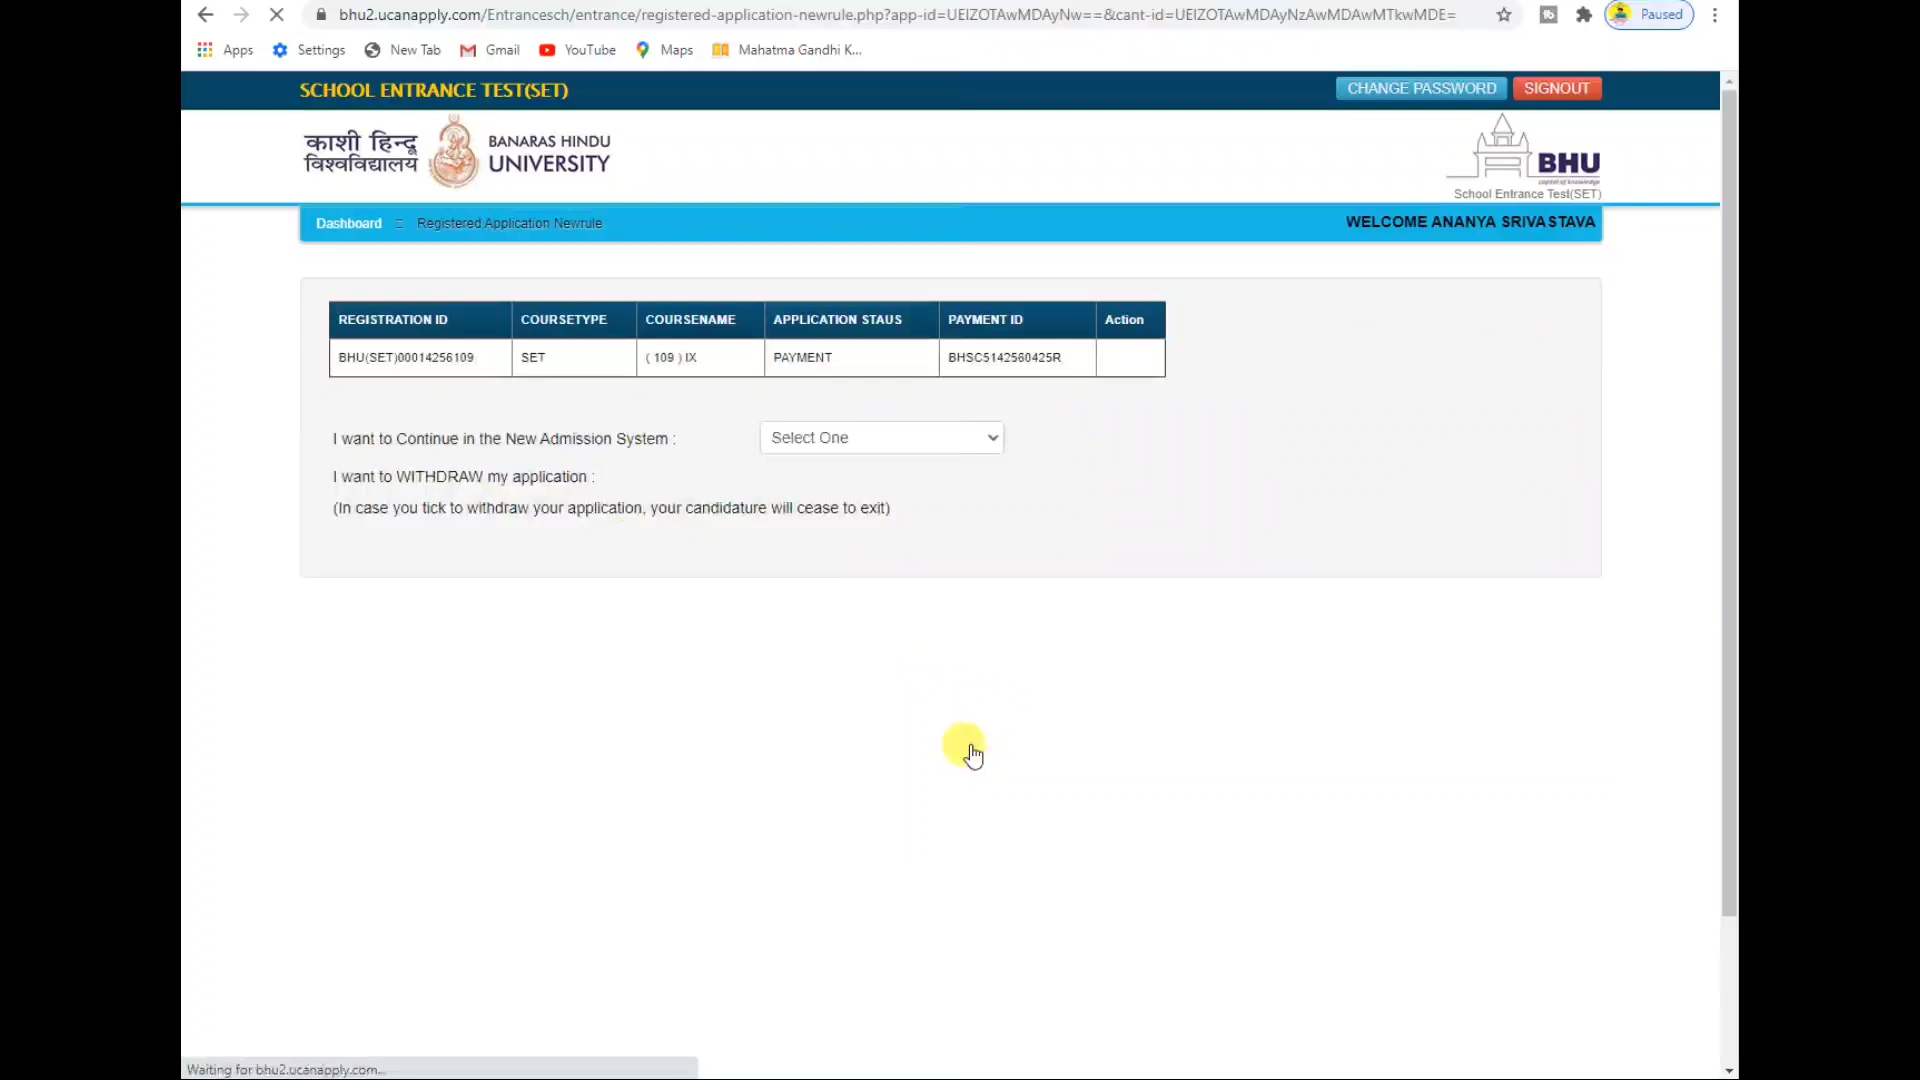 bhu2.ucanapply.com/Entrancesch/entrance/registered-application-newrule.php?app-id=UElZOTAwMDAyNw==&cant-id=UElZOTAwMDAyNzAwMDAwMTkwMDE=
Paused
Apps Settings New Tab Gmail YouTube Maps Mahatma Gandhi K...
SCHOOL ENTRANCE TEST(SET)
CHANGE PASSWORD SIGNOUT
काशी हिन्दू
विश्वविद्यालय
BANARAS HINDU
UNIVERSITY
BHU
capital of knowledge
School Entrance Test(SET)
Dashboard Registered Application Newrule WELCOME ANANYA SRIVASTAVA
REGISTRATION ID COURSETYPE COURSENAME APPLICATION STAUS PAYMENT ID Action
BHU(SET)00014256109 SET ( 109 ) IX PAYMENT BHSC5142560425R
I want to Continue in the New Admission System : Select One
I want to WITHDRAW my application :
(In case you tick to withdraw your application, your candidature will cease to exit)
Waiting for bhu2.ucanapply.com...